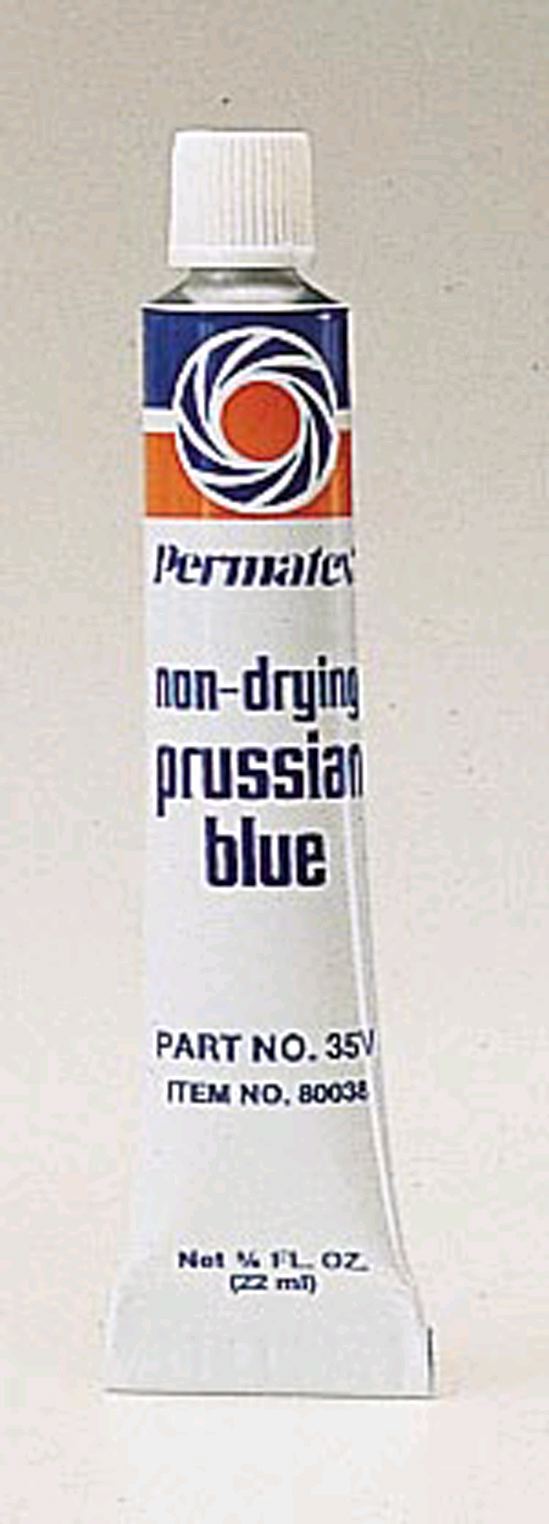 Permatex
non-drying
prussian
blue
PART NO. 35V
ITEM NO. 80038
Net ¾ FL. OZ.
(22 ml)